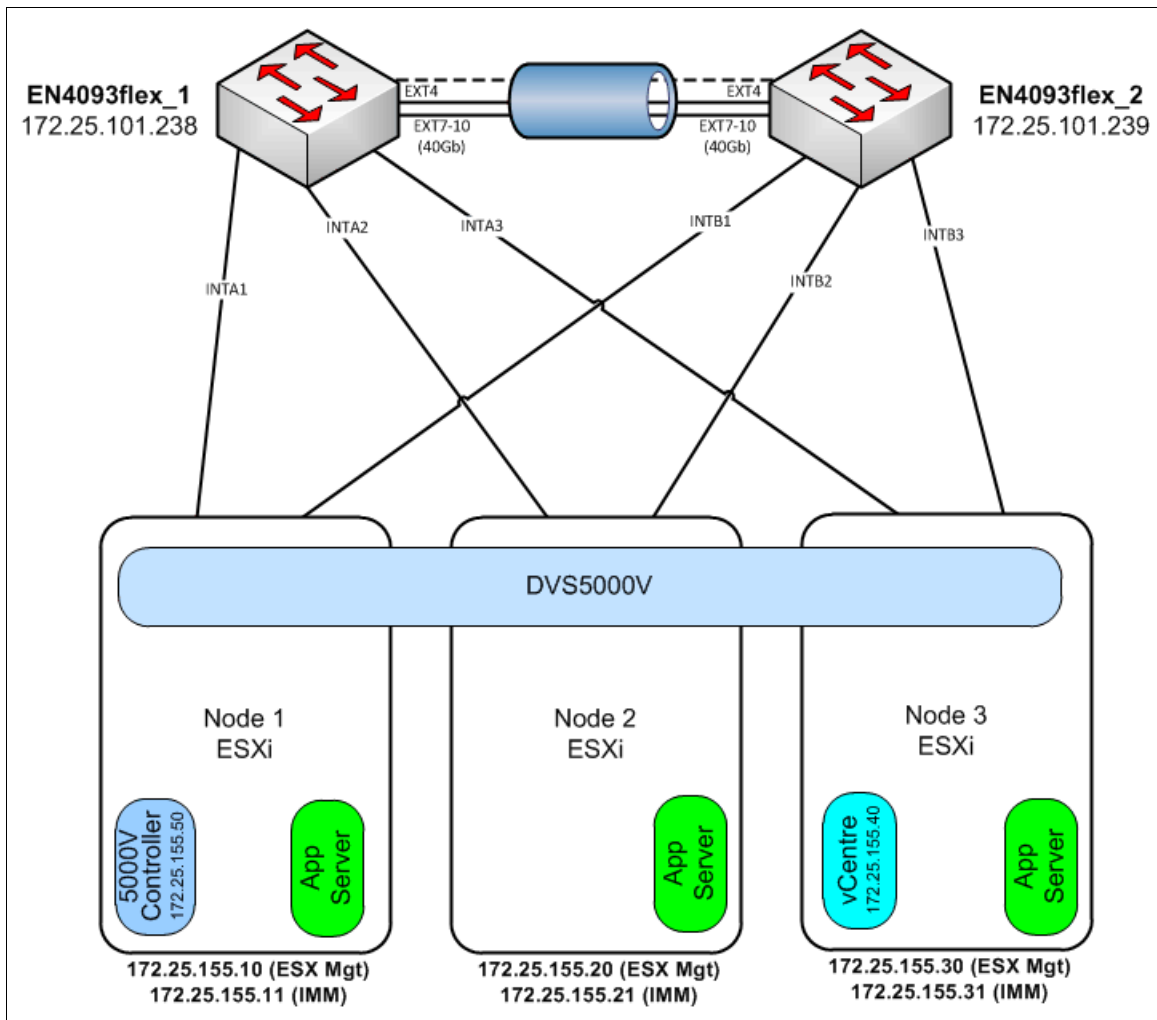 EN4093flex_1
172.25.101.238
EXT4
EXT7-10
(40Gb)
EXT4
EXT7-10
(40Gb)
EN4093flex_2
172.25.101.239
INTA1
INTA2
INTA3
INTB1
INTB2
INTB3
DVS5000V
Node 1
ESXi
Node 2
ESXi
Node 3
ESXi
5000V
Controller
172.25.155.50
App
Server
App
Server
vCentre
172.25.155.40
App
Server
172.25.155.10 (ESX Mgt)
172.25.155.11 (IMM)
172.25.155.20 (ESX Mgt)
172.25.155.21 (IMM)
172.25.155.30 (ESX Mgt)
172.25.155.31 (IMM)